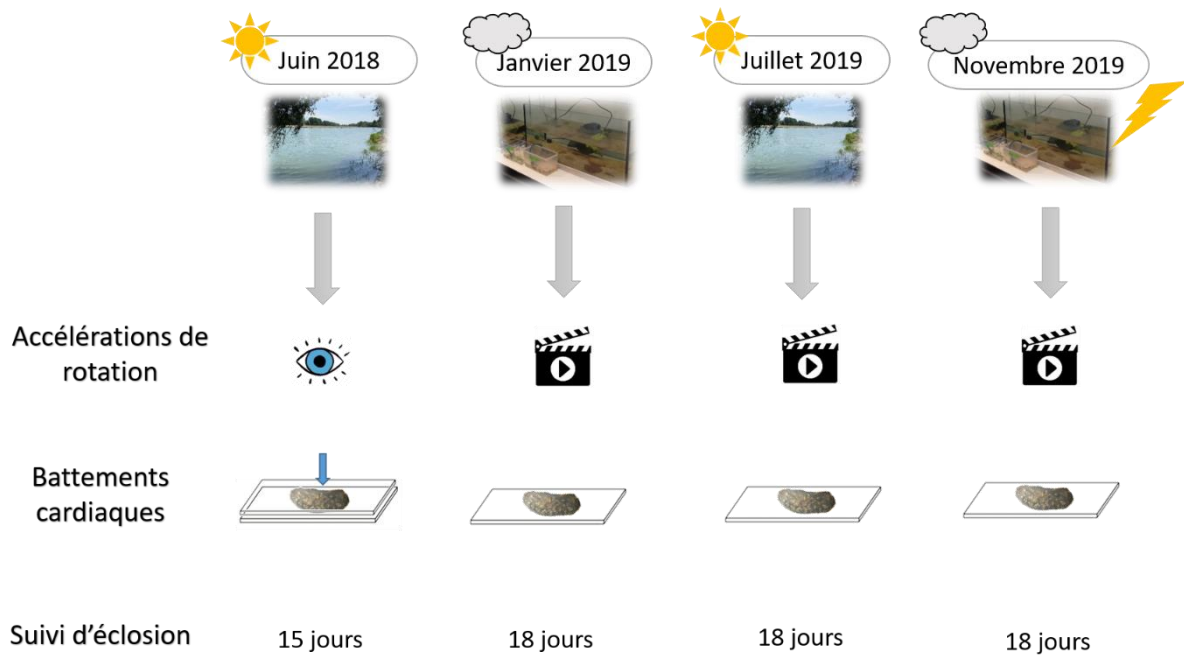 Juin 2018
Janvier 2019
Juillet 2019
Novembre 2019
Accélérations de
rotation
Battements
cardiaques
Suivi d'éclosion
15 jours
18 jours
18 jours
18 jours